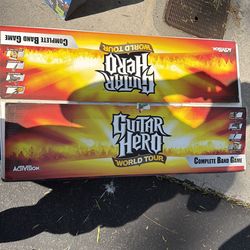 COMPLETE BAND GAME
GUITAR
HERO
WORLD TOUR
ACTIVISION
GUITAR
HERO
WORLD TOUR
ACTIVISION
COMPLETE BAND GAME